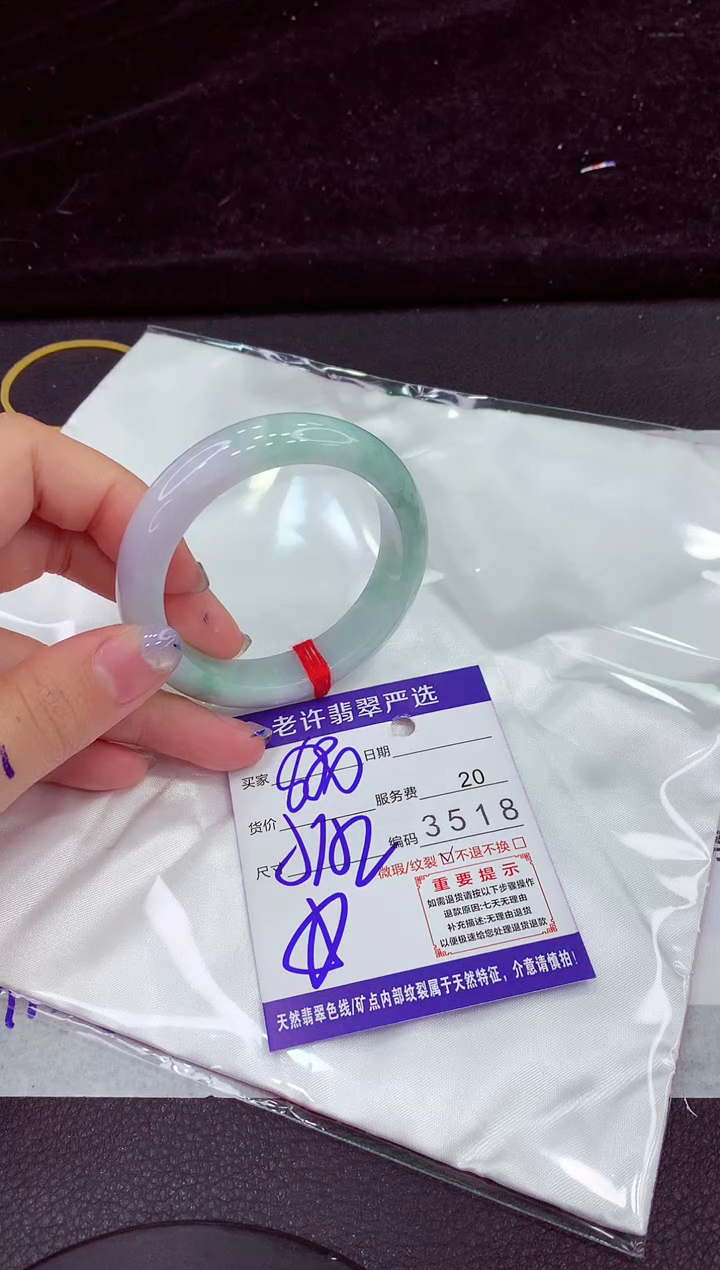 老许翡翠严选
买家 日期
货价 服务费 20
尺 编码 3518
微瑕/纹裂☑不退不换☐
重要提示
如需退货请按以下步骤操作
退款原因:七天无理由
补充描述:无理由退货
以便极速给您处理退货退款
天然翡翠色线/矿点内部纹裂属于天然特征，介意请慎拍!